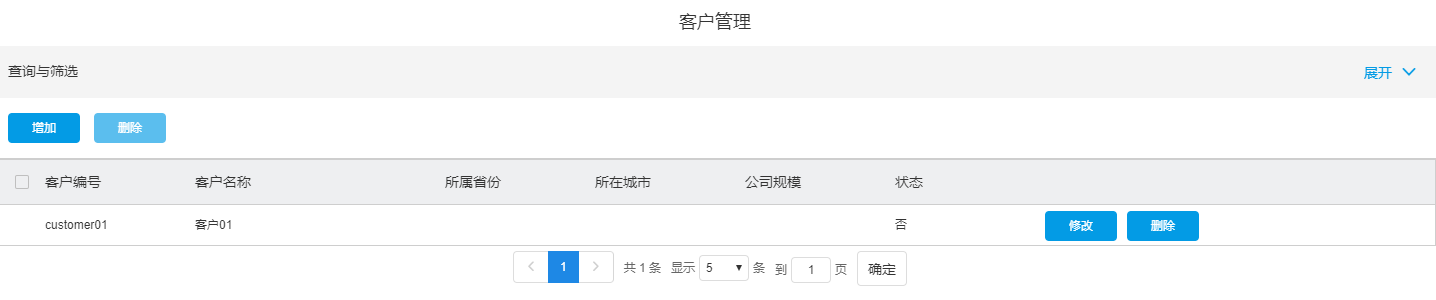 客户管理
查询与筛选 展开
增加 删除
客户编号 客户名称 所属省份 所在城市 公司规模 状态
customer01 客户01 否 修改 删除
1 共 1 条 显示 5 条 到 1 页 确定